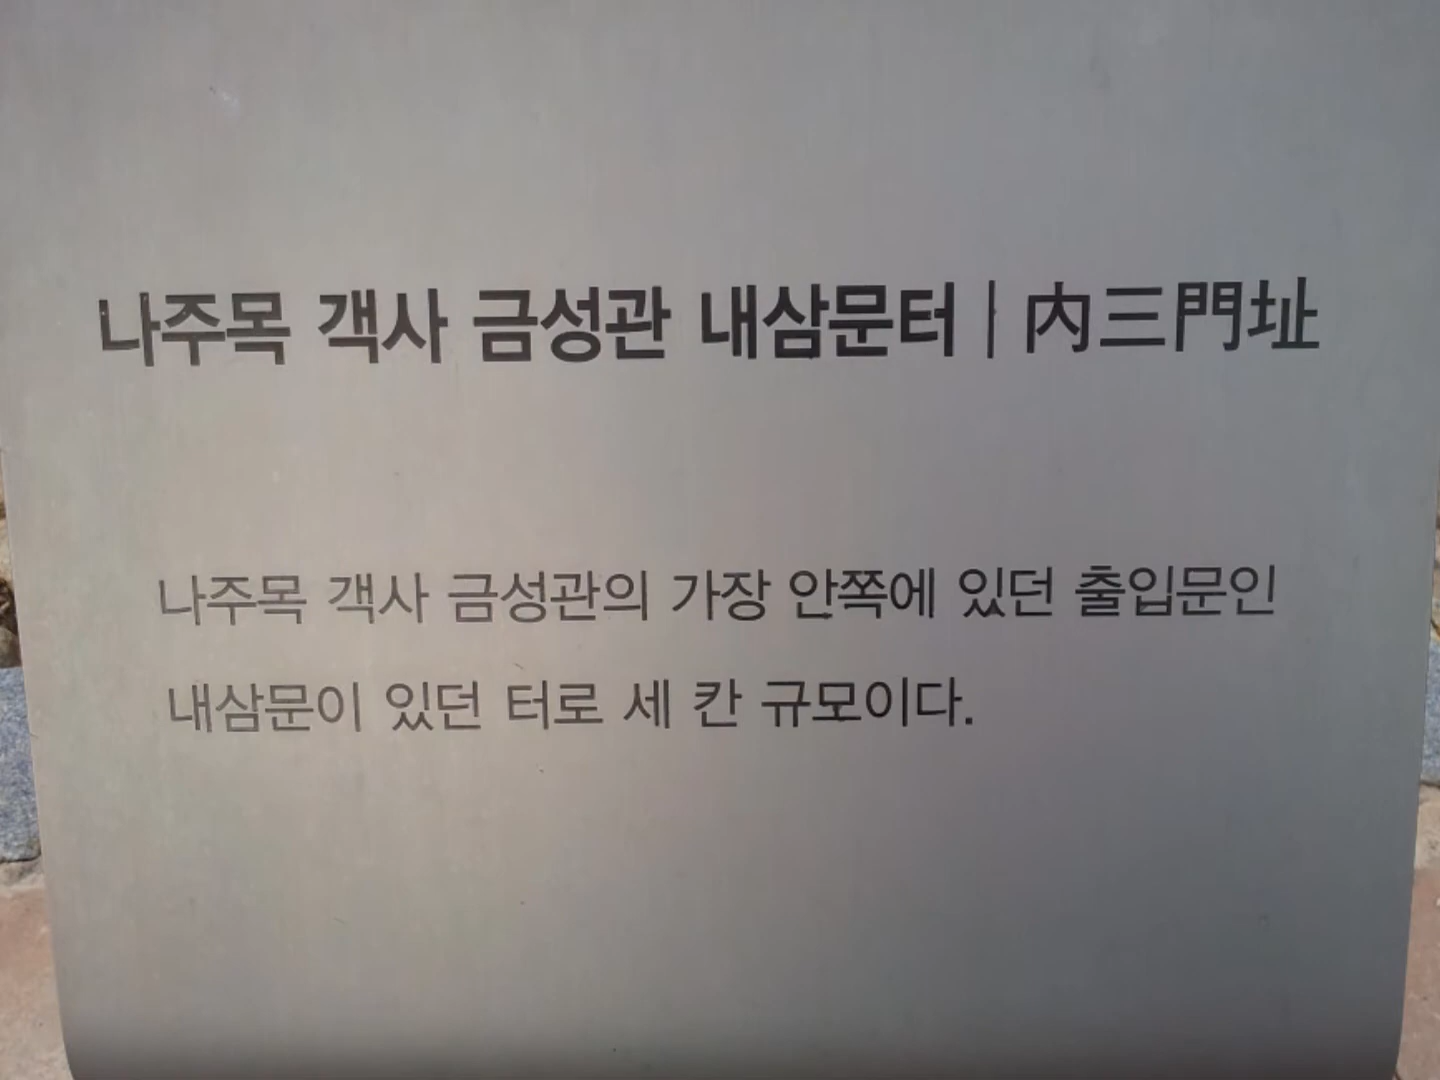 나주목 객사 금성관 내삼문터 | 內三門址
나주목 객사 금성관의 가장 안쪽에 있던 출입문인
내삼문이 있던 터로 세 칸 규모이다.